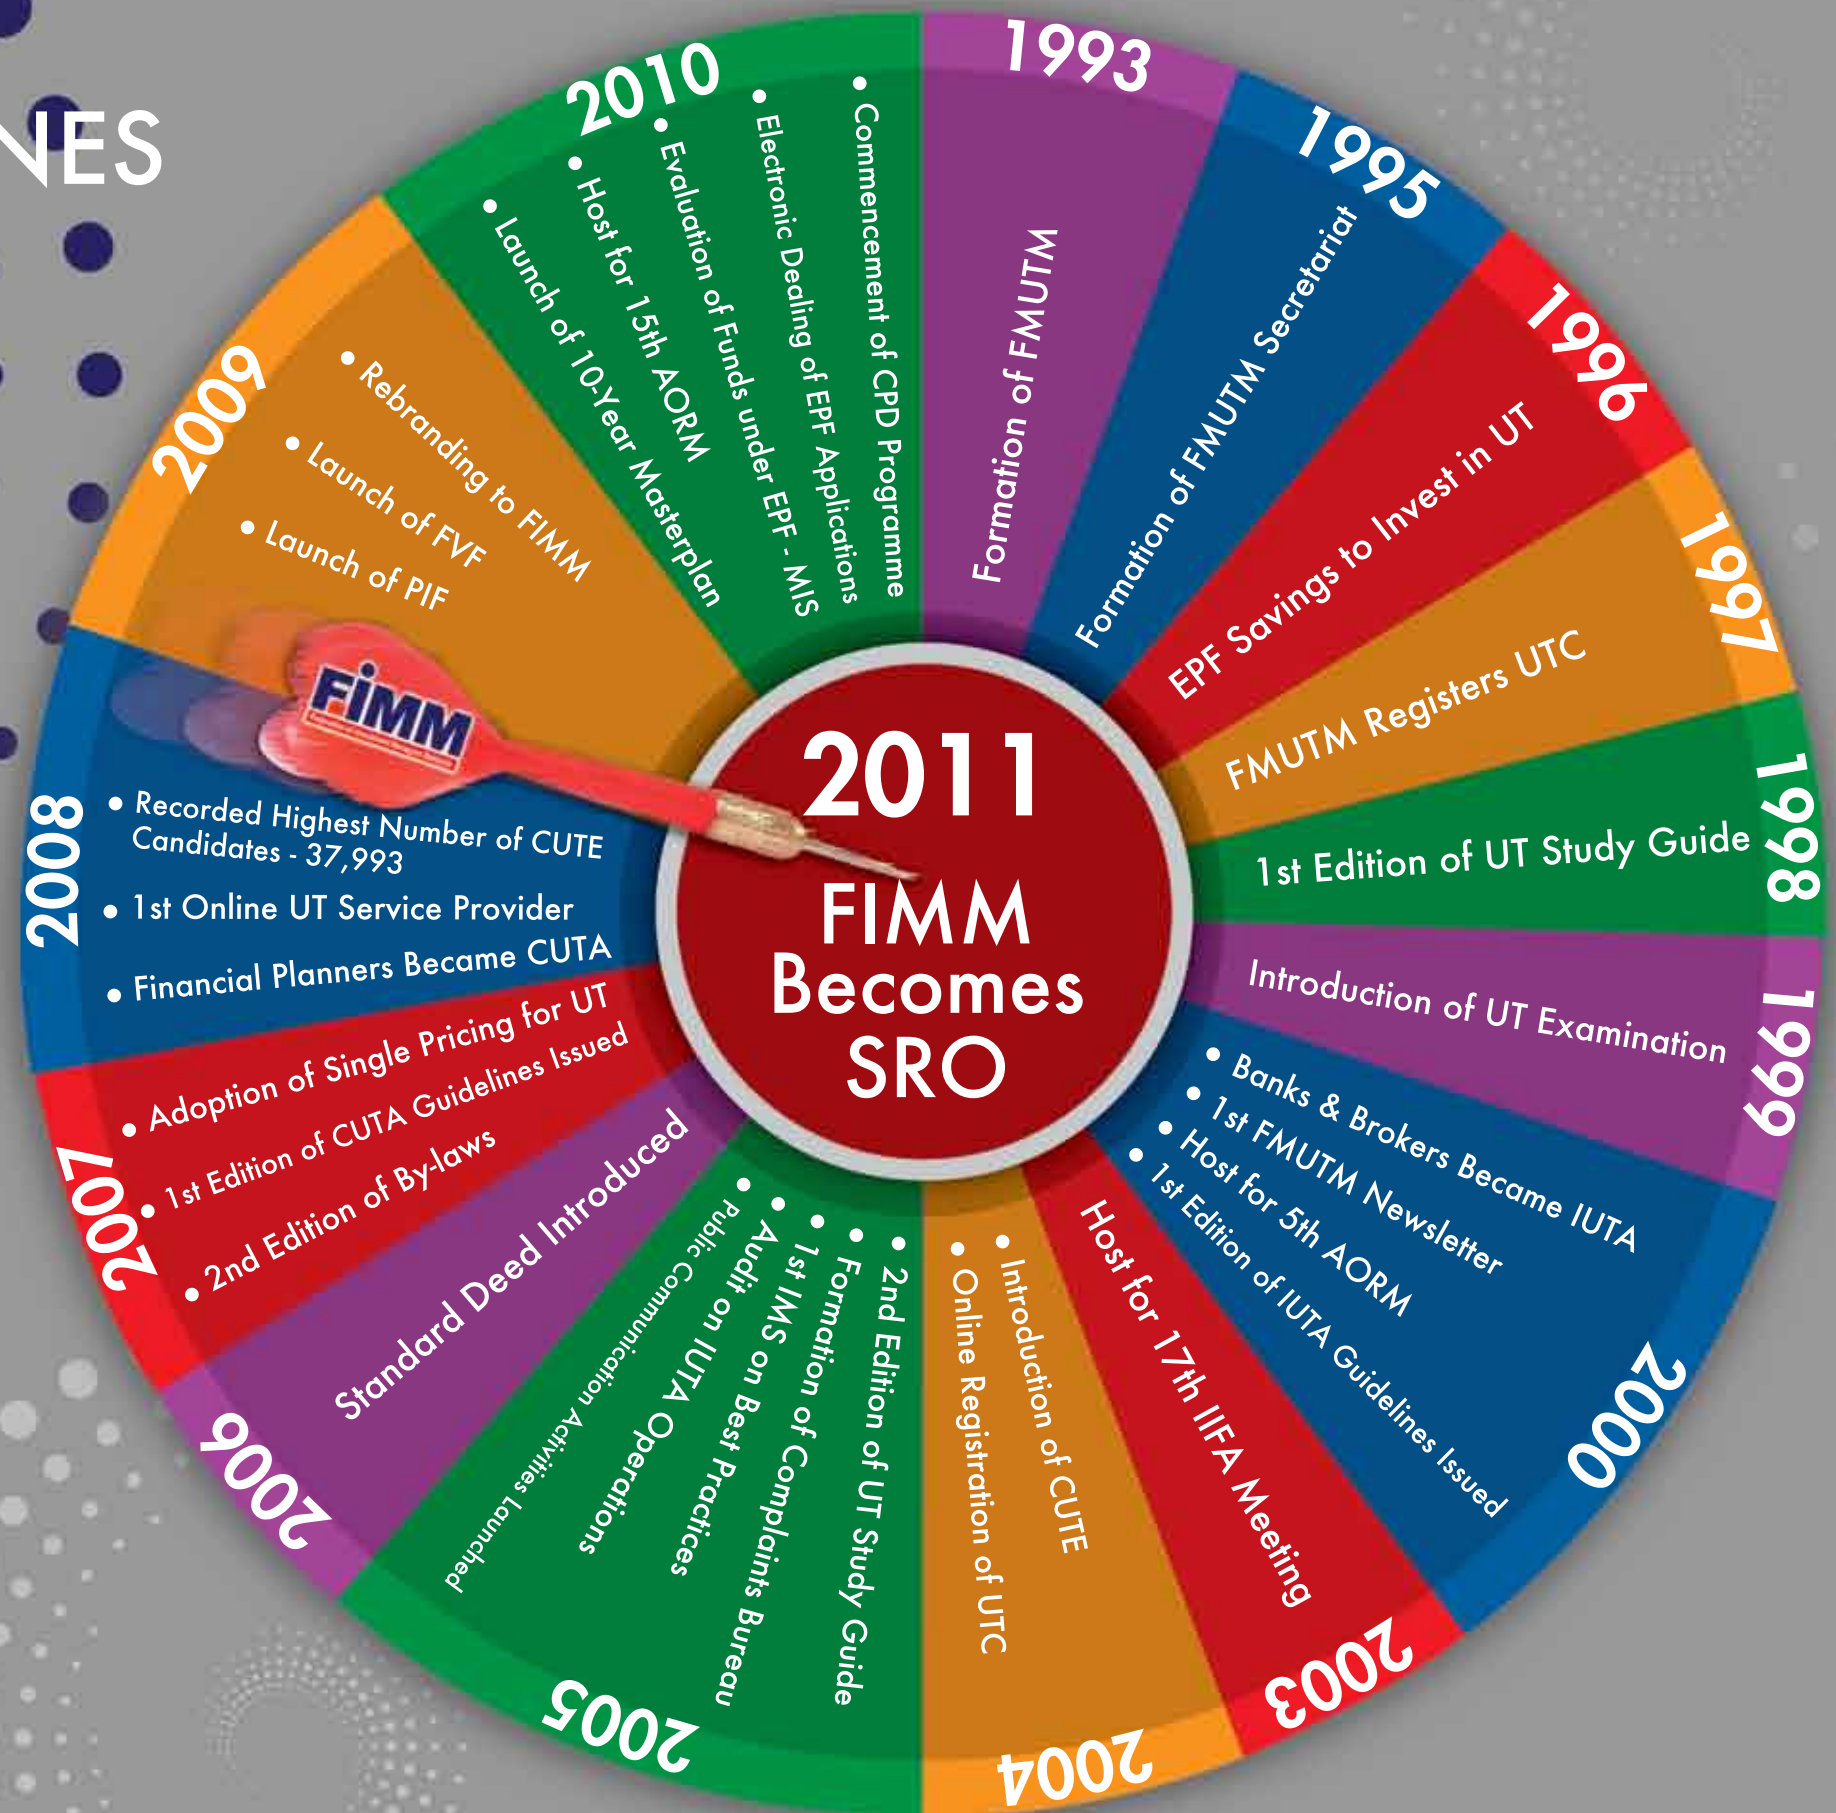 NES
1993
Formation of FMUTM
1995
Formation of FMUTM Secretariat
1996
EPF Savings to Invest in UT
1997
FMUTM Registers UTC
1998
1st Edition of UT Study Guide
1999
Introduction of UT Examination
2000
• Banks & Brokers Became IUTA
• 1st FMUTM Newsletter
• Host for 5th AORM
• 1st Edition of IUTA Guidelines Issued
2003
Host for 17th IIFA Meeting
2004
• Introduction of CUTE
• Online Registration of UTC
2005
• 2nd Edition of UT Study Guide
• Formation of Complaints Bureau
• 1st IMS on Best Practices
• Audit on IUTA Operations
• Public Communication Activities Launched
2006
Standard Deed Introduced
2007
• Adoption of Single Pricing for UT
• 1st Edition of CUTA Guidelines Issued
• 2nd Edition of By-laws
2008
• Recorded Highest Number of CUTE
Candidates - 37,993
• 1st Online UT Service Provider
• Financial Planners Became CUTA
2009
• Rebranding to FIMM
• Launch of FVF
• Launch of PIF
2010
• Launch of 10-Year Masterplan
• Host for 15th AORM
• Evaluation of Funds under EPF - MIS
• Electronic Dealing of EPF Applications
• Commencement of CPD Programme
FiMM
2011
FIMM
Becomes
SRO